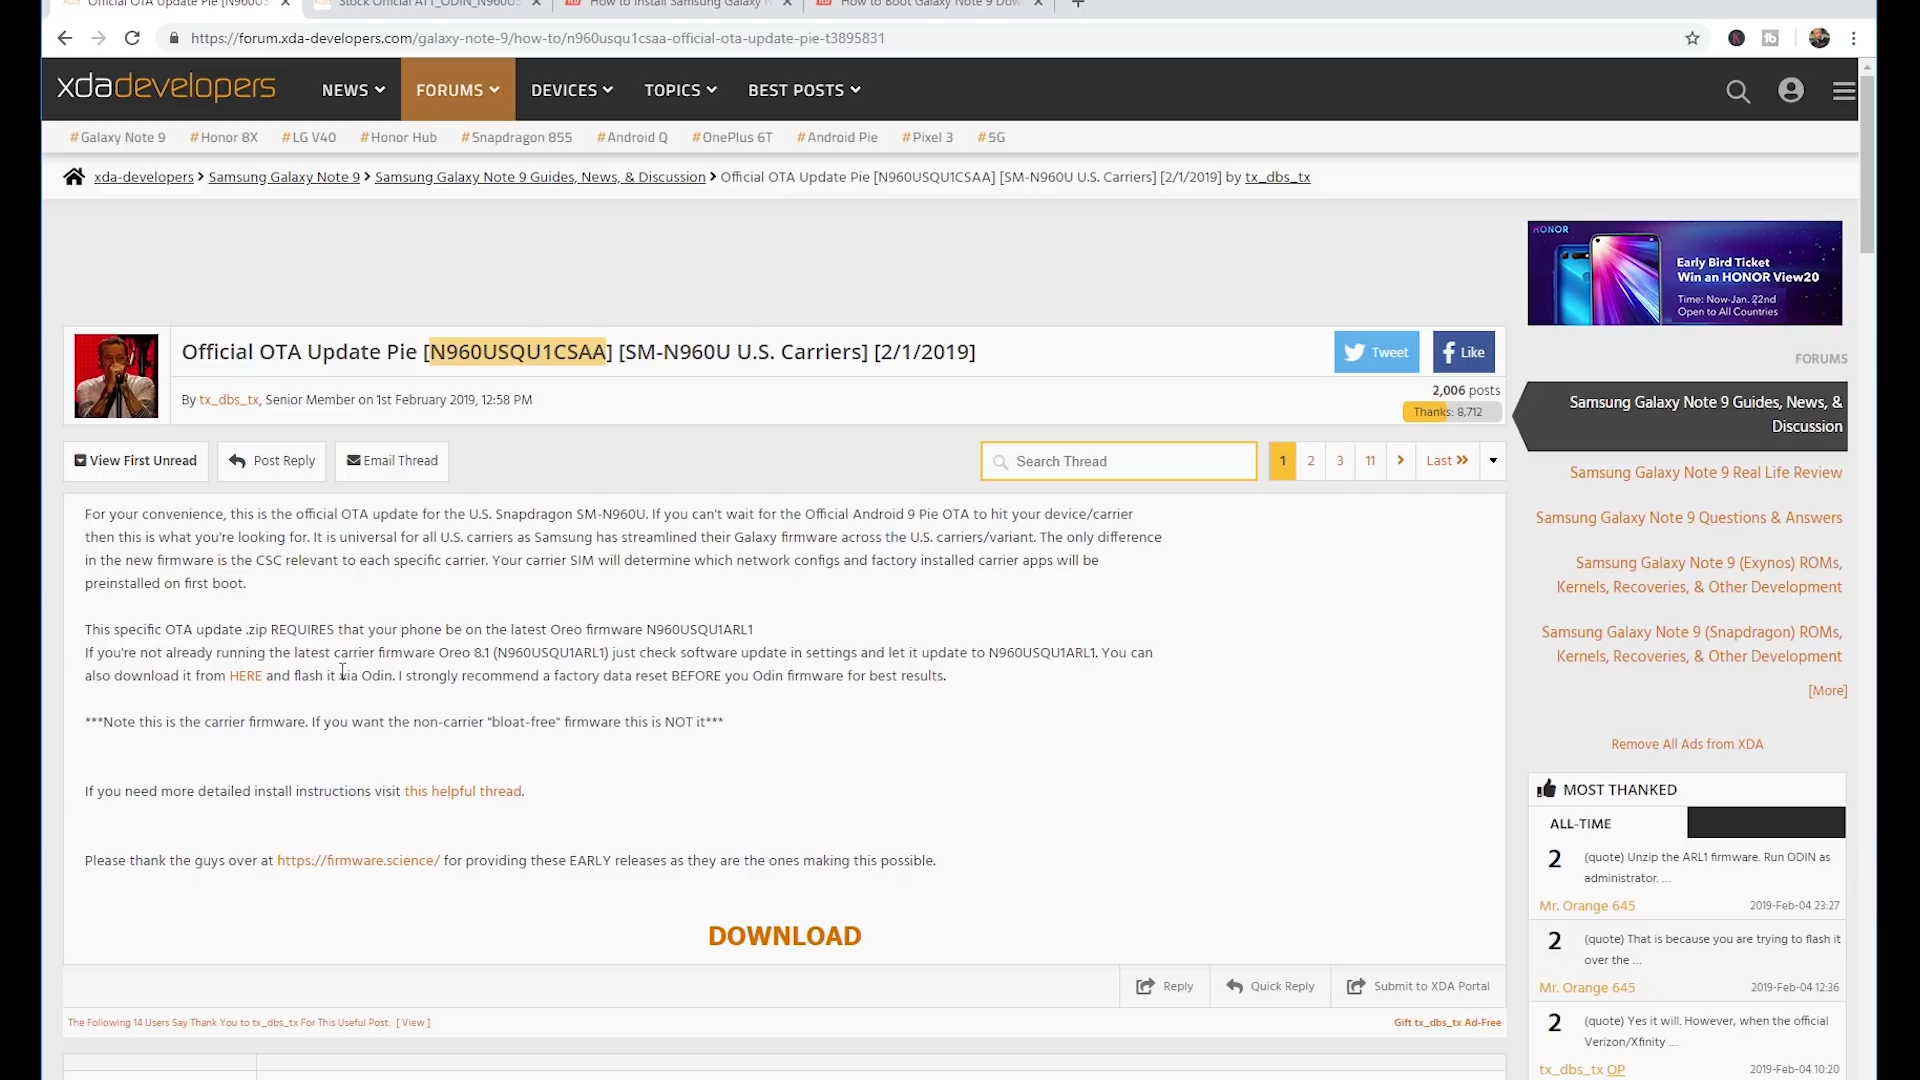 Official OTA Update Pie [N960US
Stock Official ATT_ODIN_N960US
How to Install Samsung Galaxy
How to Boot Galaxy Note 9 Dow
https://forum.xda-developers.com/galaxy-note-9/how-to/n960usqu1csaa-official-ota-update-pie-t3895831
xdadevelopers
NEWS FORUMS DEVICES TOPICS BEST POSTS
#Galaxy Note 9 #Honor 8X #LG V40 #Honor Hub #Snapdragon 855 #Android Q #OnePlus 6T #Android Pie #Pixel 3 #5G
xda-developers > Samsung Galaxy Note 9 > Samsung Galaxy Note 9 Guides, News, & Discussion > Official OTA Update Pie [N960USQU1CSAA] [SM-N960U U.S. Carriers] [2/1/2019] by tx_dbs_tx
HONOR
Early Bird Ticket
Win an HONOR View20
Time: Now-Jan. 22nd
Open to All Countries
Official OTA Update Pie [N960USQU1CSAA] [SM-N960U U.S. Carriers] [2/1/2019]
Tweet
Like
By tx_dbs_tx, Senior Member on 1st February 2019, 12:58 PM
2,006 posts
Thanks: 8,712
View First Unread
Post Reply
Email Thread
Search Thread
1 2 3 11 > Last
For your convenience, this is the official OTA update for the U.S. Snapdragon SM-N960U. If you can't wait for the Official Android 9 Pie OTA to hit your device/carrier
then this is what you're looking for. It is universal for all U.S. carriers as Samsung has streamlined their Galaxy firmware across the U.S. carriers/variant. The only difference
in the new firmware is the CSC relevant to each specific carrier. Your carrier SIM will determine which network configs and factory installed carrier apps will be
preinstalled on first boot.
This specific OTA update .zip REQUIRES that your phone be on the latest Oreo firmware N960USQU1ARL1
If you're not already running the latest carrier firmware Oreo 8.1 (N960USQU1ARL1) just check software update in settings and let it update to N960USQU1ARL1. You can
also download it from HERE and flash it via Odin. I strongly recommend a factory data reset BEFORE you Odin firmware for best results.
***Note this is the carrier firmware. If you want the non-carrier "bloat-free" firmware this is NOT it***
If you need more detailed install instructions visit this helpful thread.
Please thank the guys over at https://firmware.science/ for providing these EARLY releases as they are the ones making this possible.
DOWNLOAD
Reply
Quick Reply
Submit to XDA Portal
The Following 14 Users Say Thank You to tx_dbs_tx For This Useful Post: [ View ]
Gift tx_dbs_tx Ad-Free
FORUMS
Samsung Galaxy Note 9 Guides, News, &
Discussion
Samsung Galaxy Note 9 Real Life Review
Samsung Galaxy Note 9 Questions & Answers
Samsung Galaxy Note 9 (Exynos) ROMs,
Kernels, Recoveries, & Other Development
Samsung Galaxy Note 9 (Snapdragon) ROMs,
Kernels, Recoveries, & Other Development
[More]
Remove All Ads from XDA
MOST THANKED
ALL-TIME
2 (quote) Unzip the ARL1 firmware. Run ODIN as
administrator. ...
Mr. Orange 645 2019-Feb-04 23:27
2 (quote) That is because you are trying to flash it
over the ...
Mr. Orange 645 2019-Feb-04 12:36
2 (quote) Yes it will. However, when the official
Verizon/Xfinity ...
tx_dbs_tx OP 2019-Feb-04 10:20